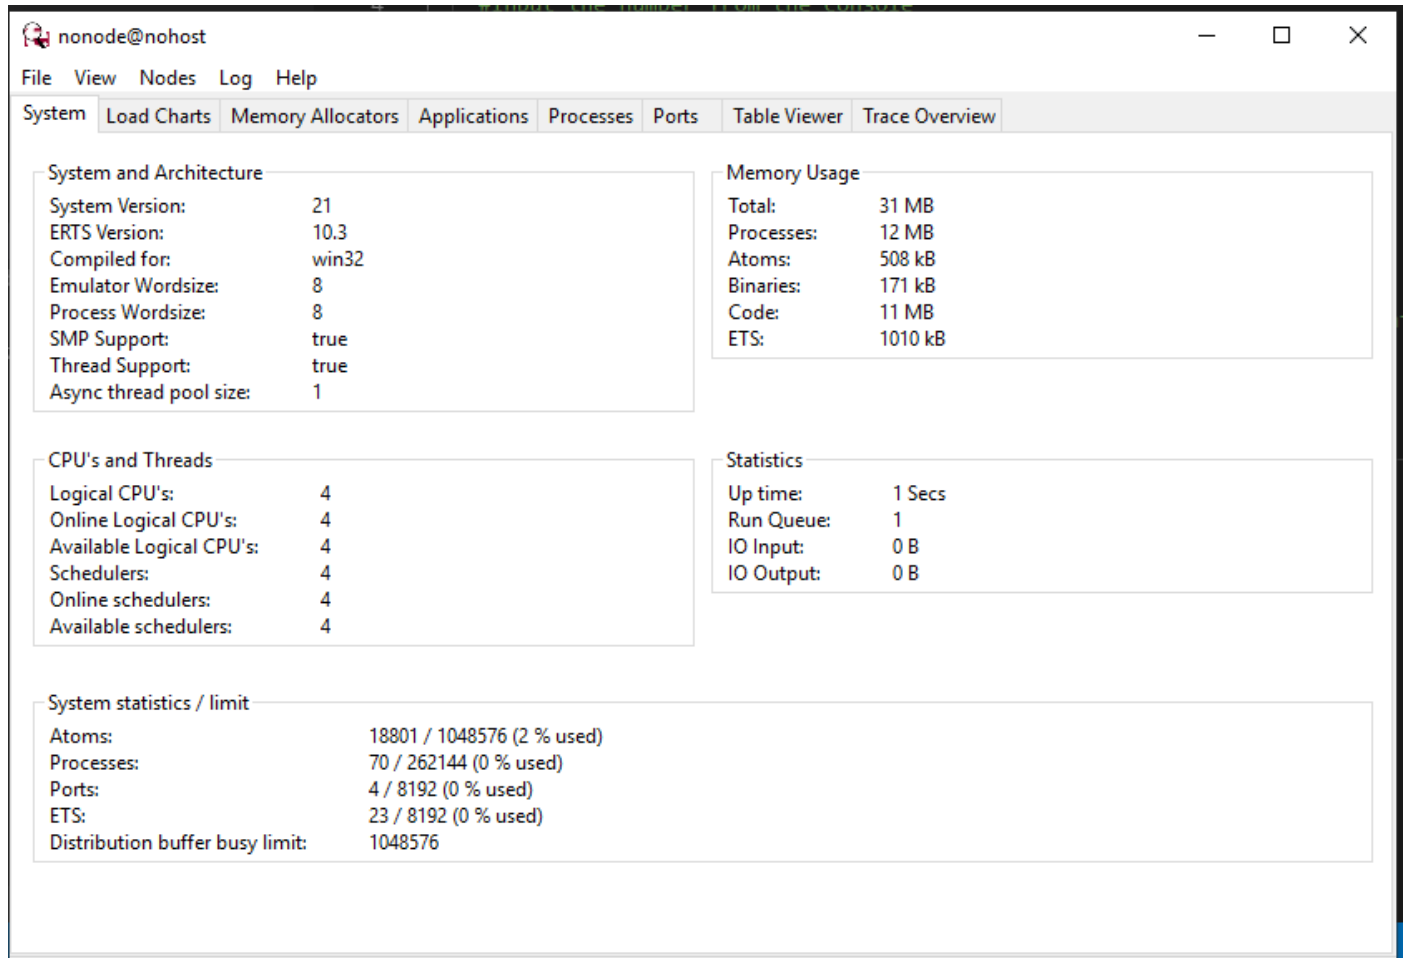 #input the number from the console
nonode@nohost
File View Nodes Log Help
System Load Charts Memory Allocators Applications Processes Ports Table Viewer Trace Overview
System and Architecture
System Version: 21
ERTS Version: 10.3
Compiled for: win32
Emulator Wordsize: 8
Process Wordsize: 8
SMP Support: true
Thread Support: true
Async thread pool size: 1
Memory Usage
Total: 31 MB
Processes: 12 MB
Atoms: 508 kB
Binaries: 171 kB
Code: 11 MB
ETS: 1010 kB
CPU's and Threads
Logical CPU's: 4
Online Logical CPU's: 4
Available Logical CPU's: 4
Schedulers: 4
Online schedulers: 4
Available schedulers: 4
Statistics
Up time: 1 Secs
Run Queue: 1
IO Input: 0 B
IO Output: 0 B
System statistics / limit
Atoms: 18801 / 1048576 (2 % used)
Processes: 70 / 262144 (0 % used)
Ports: 4 / 8192 (0 % used)
ETS: 23 / 8192 (0 % used)
Distribution buffer busy limit: 1048576